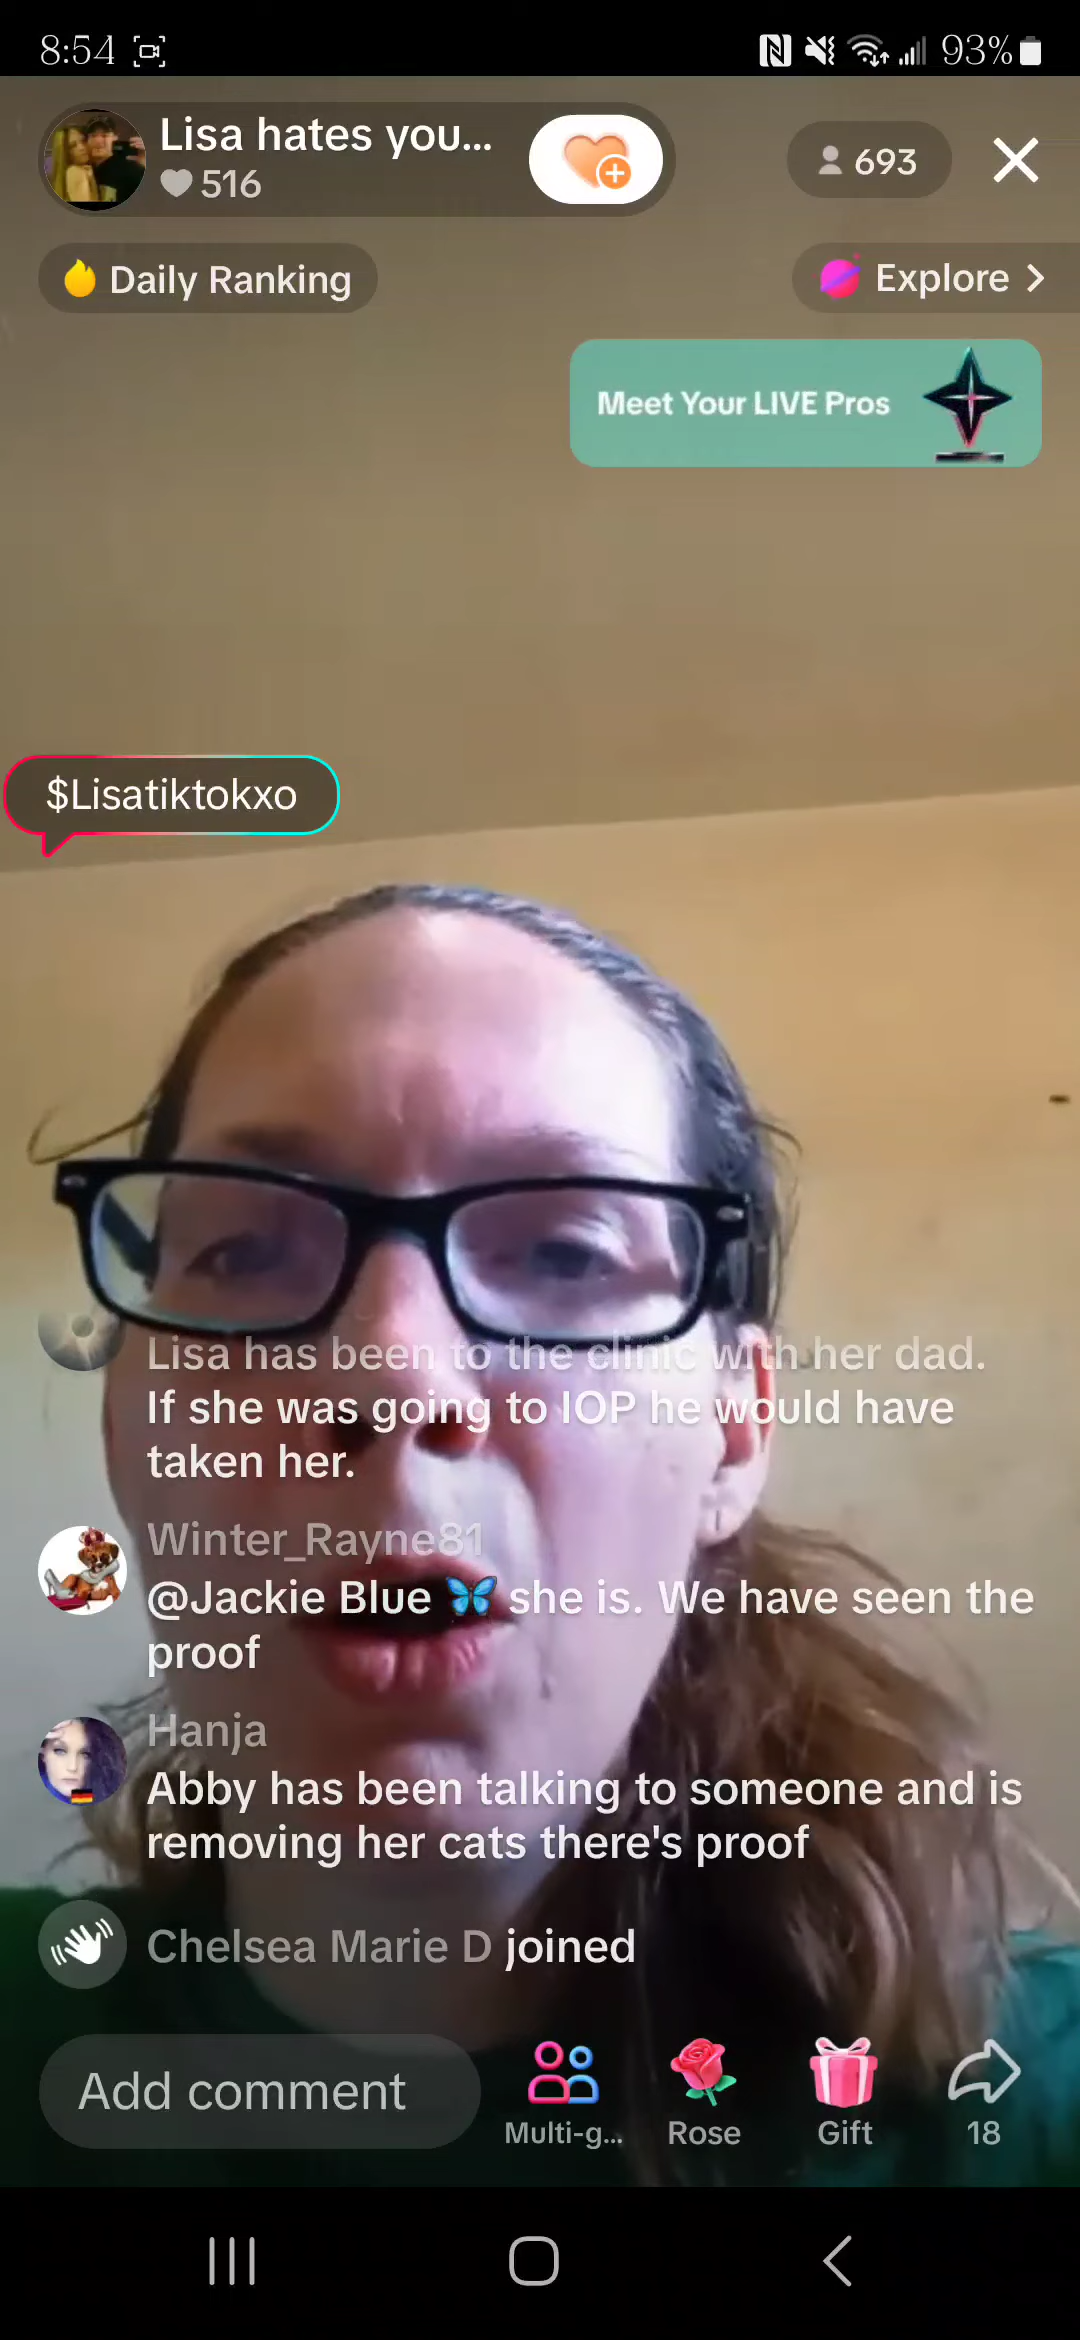 8:54 93%
Lisa hates you...
516
693
Daily Ranking
Explore
Meet Your LIVE Pros
$Lisatiktokxo
Lisa has been to the clinic with her dad.
If she was going to IOP he would have
taken her.
Winter_Rayne81
@Jackie Blue 🦋 she is. We have seen the
proof
Hanja
Abby has been talking to someone and is
removing her cats there's proof
Chelsea Marie D joined
Add comment
Multi-g...
Rose
Gift
18